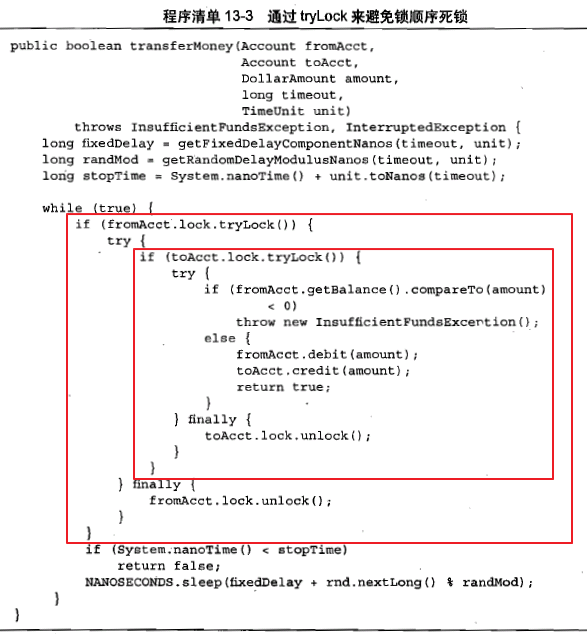 程序清单 13-3 通过 tryLock 来避免锁顺序死锁
public boolean transferMoney(Account fromAcct,
                             Account toAcct,
                             DollarAmount amount,
                             long timeout,
                             TimeUnit unit)
        throws InsufficientFundsException, InterruptedException {
    long fixedDelay = getFixedDelayComponentNanos(timeout, unit);
    long randMod = getRandomDelayModulusNanos(timeout, unit);
    long stopTime = System.nanoTime() + unit.toNanos(timeout);
    while (true) {
        if (fromAcct.lock.tryLock()) {
            try {
                if (toAcct.lock.tryLock()) {
                    try {
                        if (fromAcct.getBalance().compareTo(amount)
                                < 0)
                            throw new InsufficientFundsException();
                        else {
                            fromAcct.debit(amount);
                            toAcct.credit(amount);
                            return true;
                        }
                    } finally {
                        toAcct.lock.unlock();
                    }
                }
            } finally {
                fromAcct.lock.unlock();
            }
        }
        if (System.nanoTime() < stopTime)
            return false;
        NANOSECONDS.sleep(fixedDelay + rnd.nextLong() % randMod);
    }
}